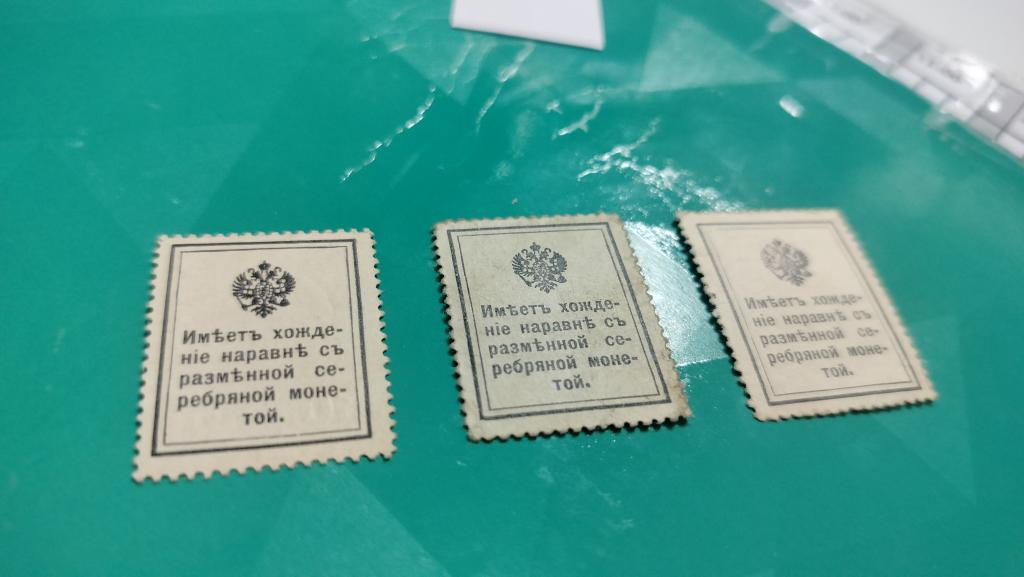 Имѣетъ хожде-
ніе наравнѣ съ
размѣнной се-
ребряной моне-
той.
Имѣетъ хожде-
ніе наравнѣ съ
размѣнной се-
ребряной моне-
той.
Имѣетъ хожде-
ніе наравнѣ съ
размѣнной се-
ребряной моне-
той.